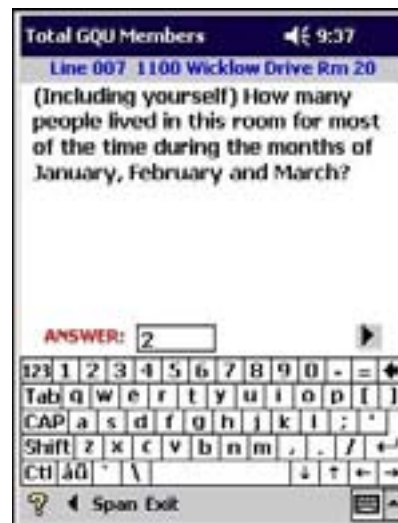 Total GQU Members 9:37
Line 007 1100 Wicklow Drive Rm 20
(Including yourself) How many
people lived in this room for most
of the time during the months of
January, February and March?
ANSWER: 2
123 1 2 3 4 5 6 7 8 9 0 - =
Tab q w e r t y u i o p [ ]
CAP a s d f g h j k l ; '
Shift z x c v b n m , . /
Ctl áü ` \
? Span Exit